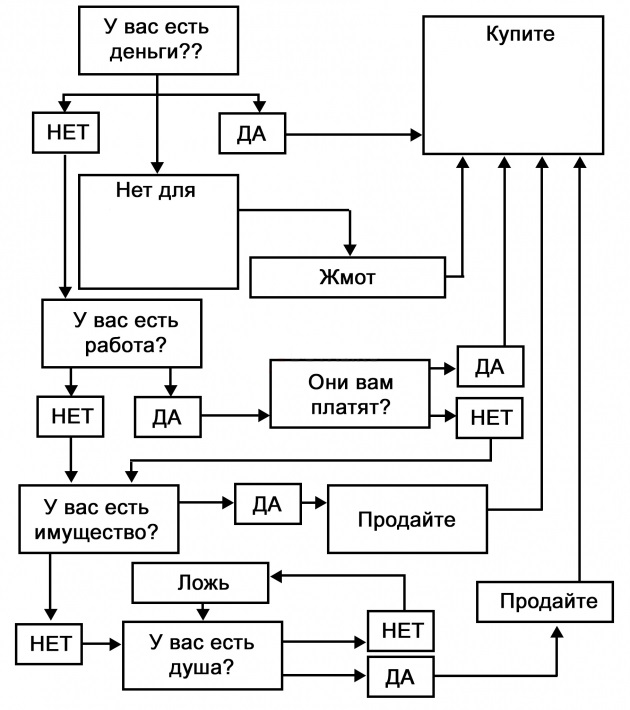 У вас есть
деньги??
Купите
НЕТ
ДА
Нет для
Жмот
У вас есть
работа?
Они вам
платят?
ДА
НЕТ
НЕТ
ДА
У вас есть
имущество?
ДА
Продайте
Ложь
Продайте
НЕТ
У вас есть
душа?
НЕТ
ДА